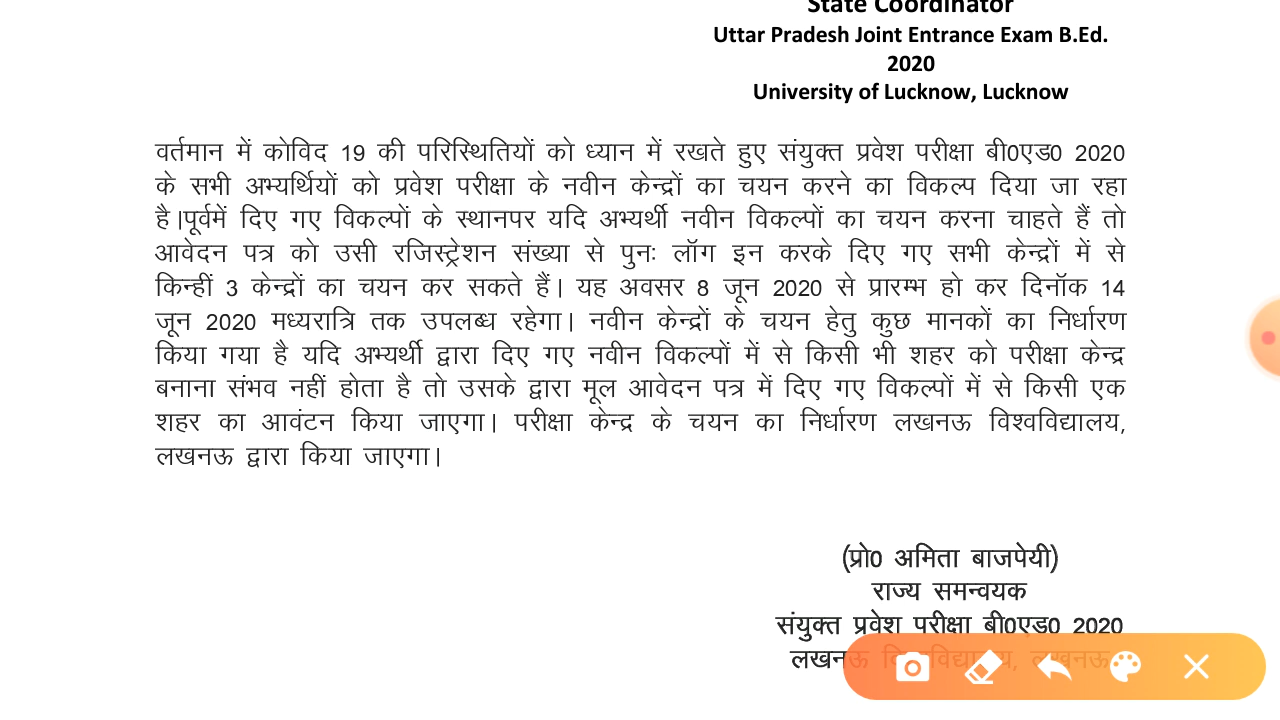 State Coordinator
Uttar Pradesh Joint Entrance Exam B.Ed.
2020
University of Lucknow, Lucknow
वर्तमान में कोविद 19 की परिस्थितियों को ध्यान में रखते हुए संयुक्त प्रवेश परीक्षा बी0एड0 2020
के सभी अभ्यर्थियों को प्रवेश परीक्षा के नवीन केन्द्रों का चयन करने का विकल्प दिया जा रहा
है।पूर्वमें दिए गए विकल्पों के स्थानपर यदि अभ्यर्थी नवीन विकल्पों का चयन करना चाहते हैं तो
आवेदन पत्र को उसी रजिस्ट्रेशन संख्या से पुनः लॉग इन करके दिए गए सभी केन्द्रों में से
किन्हीं 3 केन्द्रों का चयन कर सकते हैं। यह अवसर 8 जून 2020 से प्रारम्भ हो कर दिनॉक 14
जून 2020 मध्यरात्रि तक उपलब्ध रहेगा। नवीन केन्द्रों के चयन हेतु कुछ मानकों का निर्धारण
किया गया है यदि अभ्यर्थी द्वारा दिए गए नवीन विकल्पों में से किसी भी शहर को परीक्षा केन्द्र
बनाना संभव नहीं होता है तो उसके द्वारा मूल आवेदन पत्र में दिए गए विकल्पों में से किसी एक
शहर का आवंटन किया जाएगा। परीक्षा केन्द्र के चयन का निर्धारण लखनऊ विश्वविद्यालय,
लखनऊ द्वारा किया जाएगा।
(प्रो0 अमिता बाजपेयी)
राज्य समन्वयक
संयुक्त प्रवेश परीक्षा बी0एड0 2020
लखनऊ विश्वविद्यालय, लखनऊ